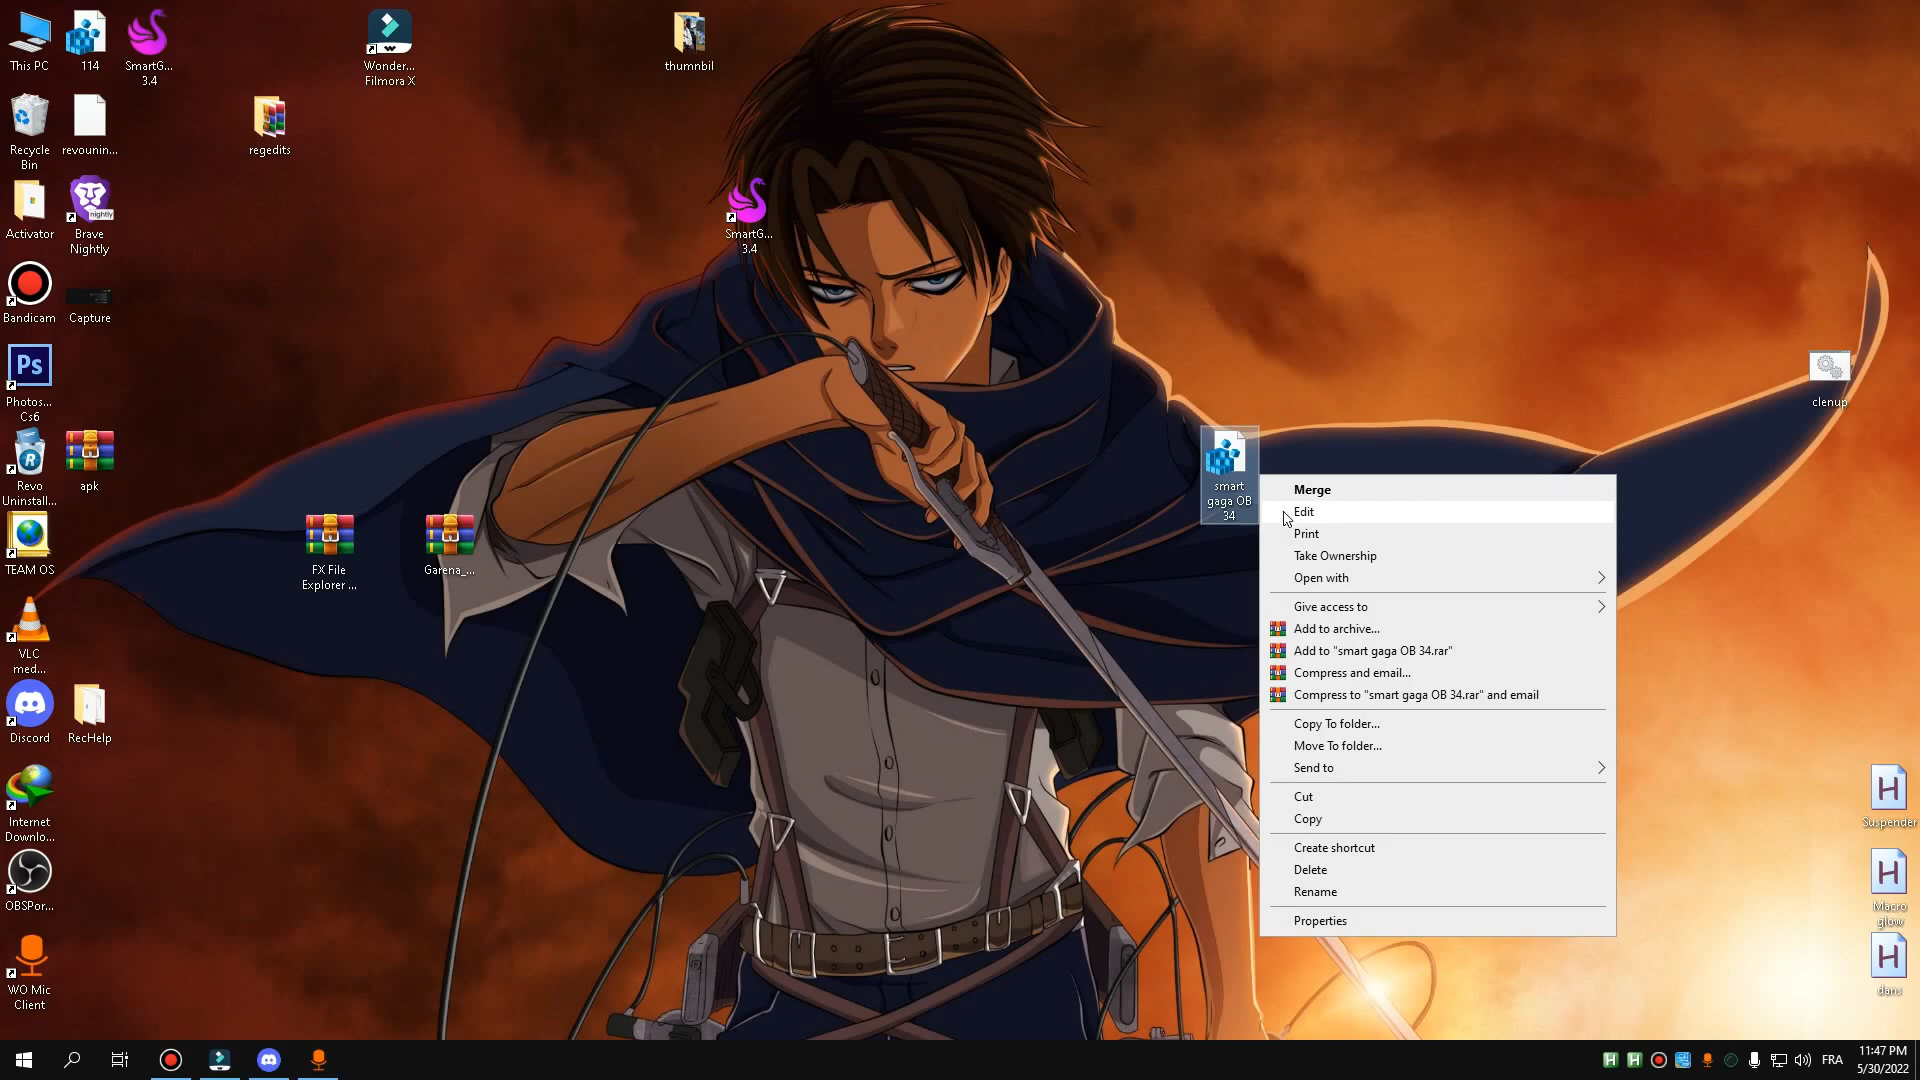 This PC
114
SmartG...
3.4
Wonder...
Filmora X
thumnbil
Recycle
Bin
revounin...
regedits
Activator
nightly
Brave
Nightly
SmartG...
3.4
Bandicam
Capture
Ps
Photos...
Cs6
clenup
R
Revo
Uninstall...
apk
smart
gaga OB
34
TEAM OS
FX File
Explorer ...
Garena_...
VLC
med...
Discord
RecHelp
Internet
Downlo...
OBSPor...
WO Mic
Client
Merge
Edit
Print
Take Ownership
Open with
Give access to
Add to archive...
Add to "smart gaga OB 34.rar"
Compress and email...
Compress to "smart gaga OB 34.rar" and email
Copy To folder...
Move To folder...
Send to
Cut
Copy
Create shortcut
Delete
Rename
Properties
H
Suspender
H
Macro
glow
H
dans
H
H
FRA
11:47 PM
5/30/2022